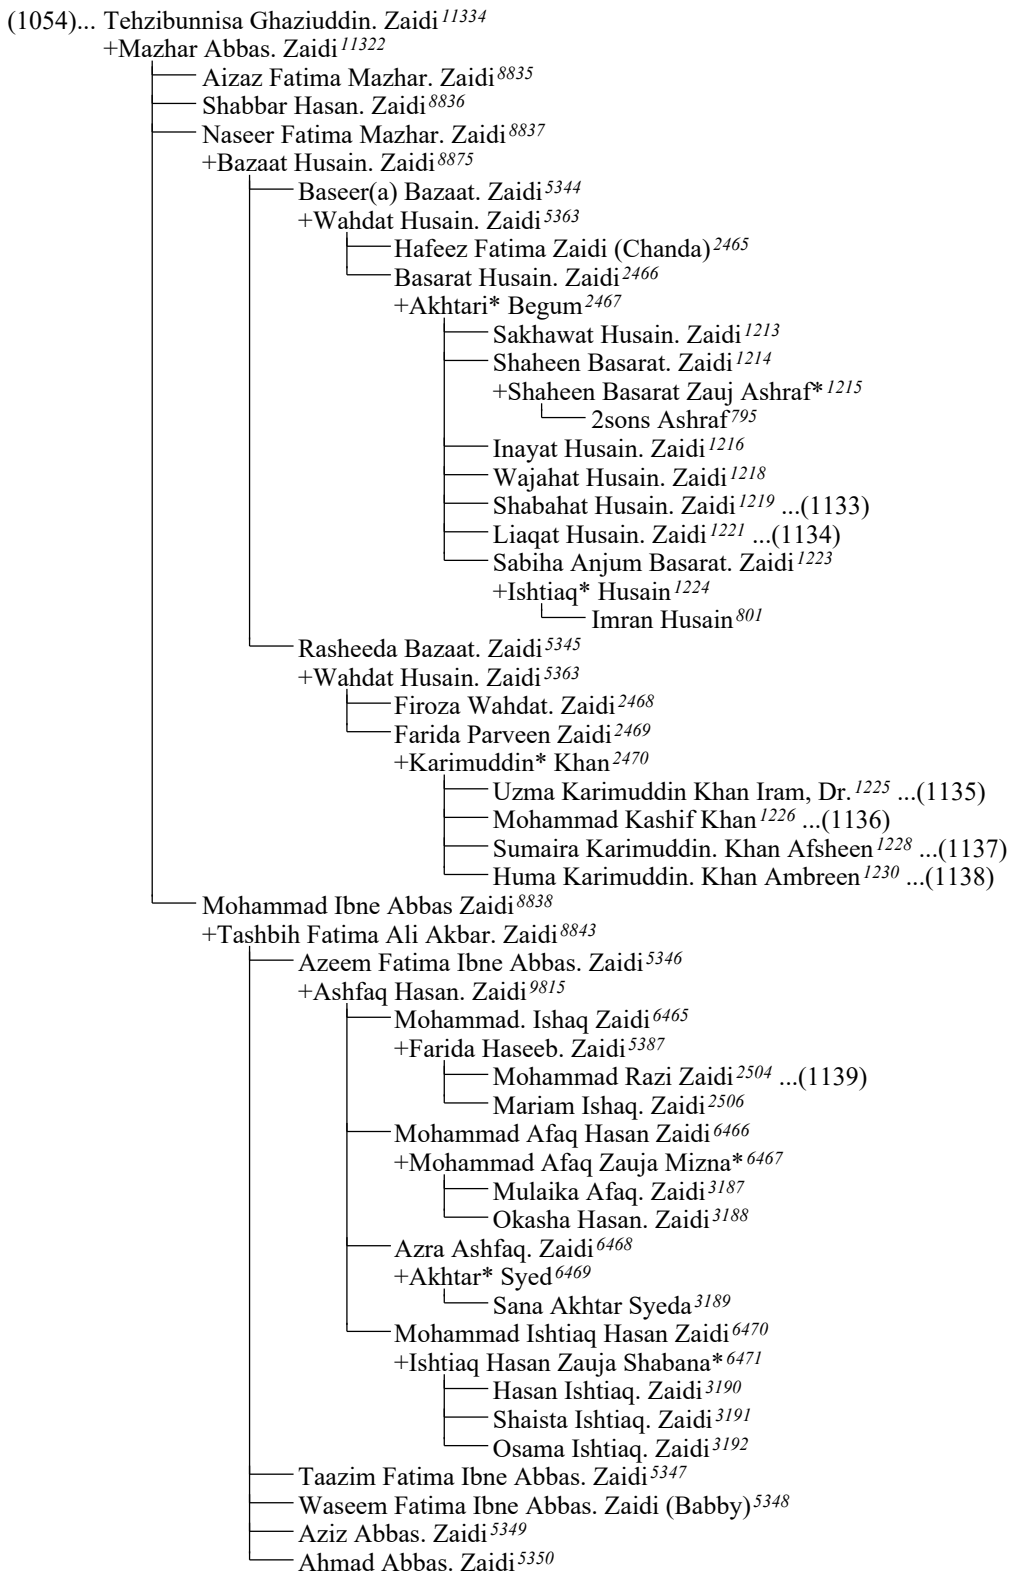 (1054)... Tehzibunnisa Ghaziuddin. Zaidi 11334
+Mazhar Abbas. Zaidi 11322
Aizaz Fatima Mazhar. Zaidi 8835
Shabbar Hasan. Zaidi 8836
Naseer Fatima Mazhar. Zaidi 8837
+Bazaat Husain. Zaidi 8875
Baseer(a) Bazaat. Zaidi 5344
+Wahdat Husain. Zaidi 5363
Hafeez Fatima Zaidi (Chanda) 2465
Basarat Husain. Zaidi 2466
+Akhtari* Begum 2467
Sakhawat Husain. Zaidi 1213
Shaheen Basarat. Zaidi 1214
+Shaheen Basarat Zauj Ashraf* 1215
2sons Ashraf 795
Inayat Husain. Zaidi 1216
Wajahat Husain. Zaidi 1218
Shabahat Husain. Zaidi 1219 ...(1133)
Liaqat Husain. Zaidi 1221 ...(1134)
Sabiha Anjum Basarat. Zaidi 1223
+Ishtiaq* Husain 1224
Imran Husain 801
Rasheeda Bazaat. Zaidi 5345
+Wahdat Husain. Zaidi 5363
Firoza Wahdat. Zaidi 2468
Farida Parveen Zaidi 2469
+Karimuddin* Khan 2470
Uzma Karimuddin Khan Iram, Dr. 1225 ...(1135)
Mohammad Kashif Khan 1226 ...(1136)
Sumaira Karimuddin. Khan Afsheen 1228 ...(1137)
Huma Karimuddin. Khan Ambreen 1230 ...(1138)
Mohammad Ibne Abbas Zaidi 8838
+Tashbih Fatima Ali Akbar. Zaidi 8843
Azeem Fatima Ibne Abbas. Zaidi 5346
+Ashfaq Hasan. Zaidi 9815
Mohammad. Ishaq Zaidi 6465
+Farida Haseeb. Zaidi 5387
Mohammad Razi Zaidi 2504 ...(1139)
Mariam Ishaq. Zaidi 2506
Mohammad Afaq Hasan Zaidi 6466
+Mohammad Afaq Zauja Mizna* 6467
Mulaika Afaq. Zaidi 3187
Okasha Hasan. Zaidi 3188
Azra Ashfaq. Zaidi 6468
+Akhtar* Syed 6469
Sana Akhtar Syeda 3189
Mohammad Ishtiaq Hasan Zaidi 6470
+Ishtiaq Hasan Zauja Shabana* 6471
Hasan Ishtiaq. Zaidi 3190
Shaista Ishtiaq. Zaidi 3191
Osama Ishtiaq. Zaidi 3192
Taazim Fatima Ibne Abbas. Zaidi 5347
Waseem Fatima Ibne Abbas. Zaidi (Babby) 5348
Aziz Abbas. Zaidi 5349
Ahmad Abbas. Zaidi 5350